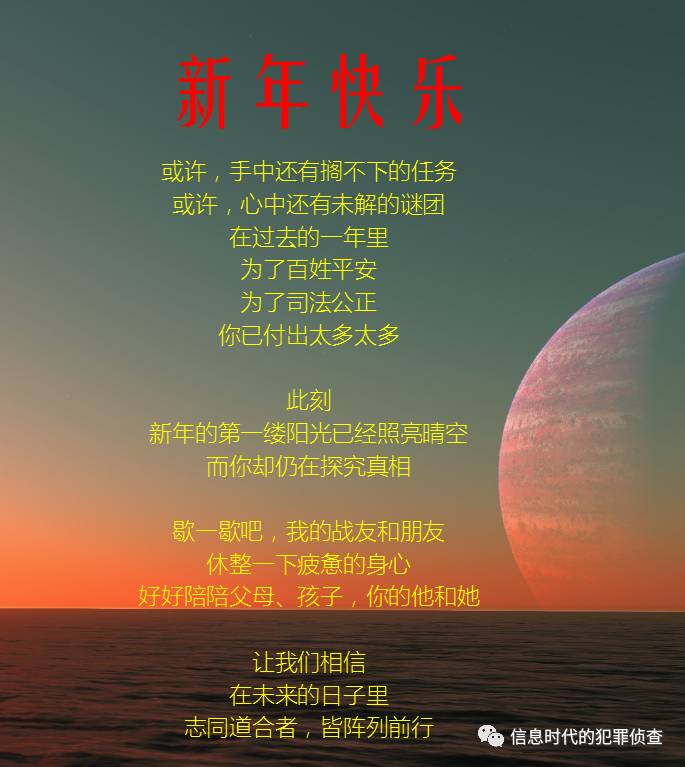 新年快乐
或许，手中还有搁不下的任务
或许，心中还有未解的谜团
在过去的一年里
为了百姓平安
为了司法公正
你已付出太多太多
此刻
新年的第一缕阳光已经照亮晴空
而你却仍在探究真相
歇一歇吧，我的战友和朋友
休整一下疲惫的身心
好好陪陪父母、孩子，你的他和她
让我们相信
在未来的日子里
志同道合者，皆阵列前行
信息时代的犯罪侦查